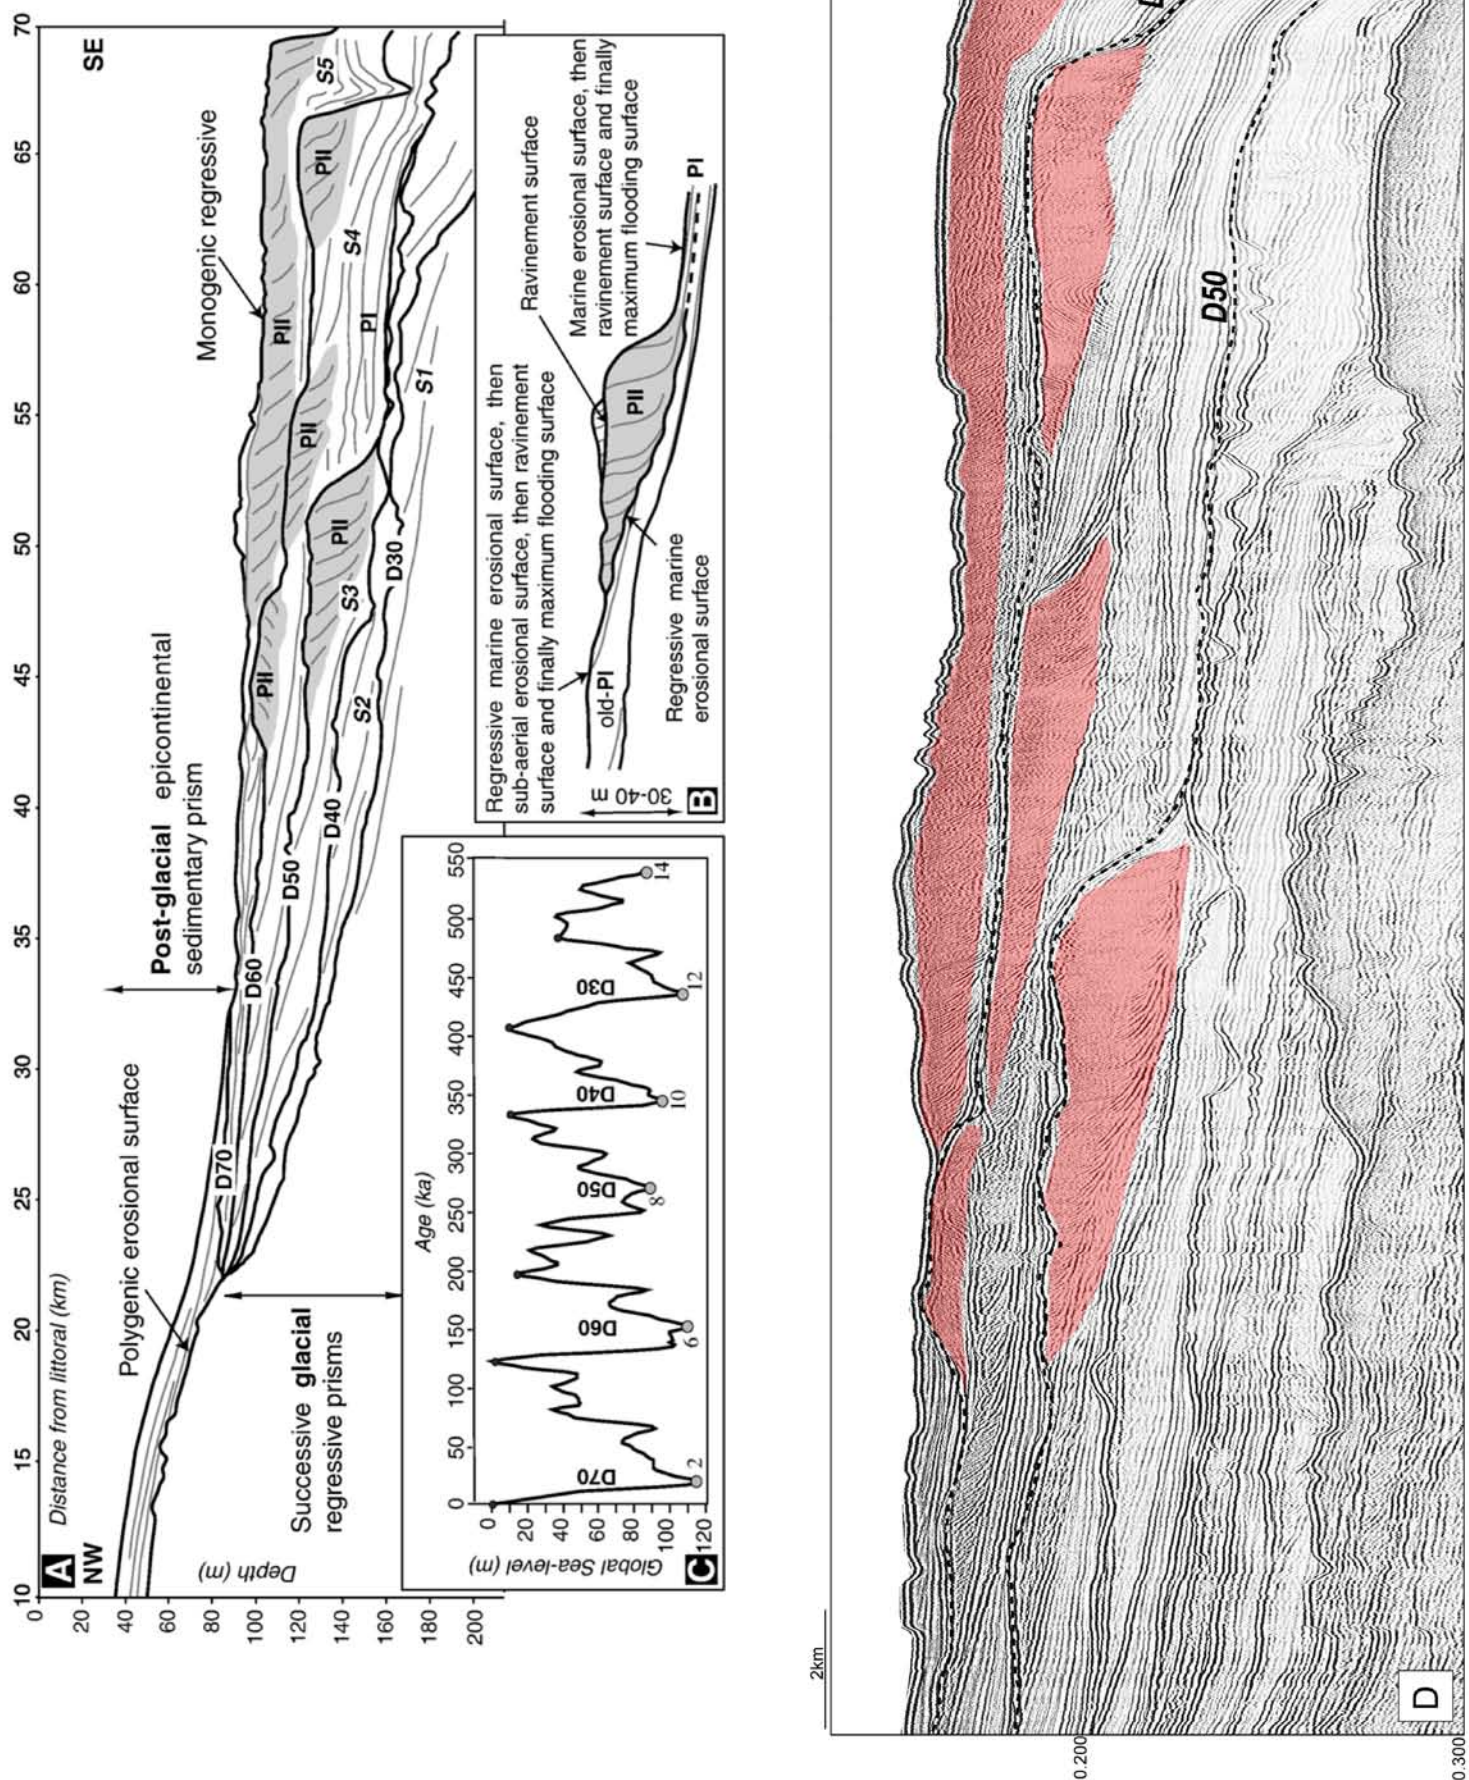 A
NW
SE
Distance from littoral (km)
10 15 20 25 30 35 40 45 50 55 60 65 70
Depth (m)
0
20
40
60
80
100
120
140
160
180
200
Polygenic erosional surface
Post-glacial epicontinental
sedimentary prism
Monogenic regressive
Successive glacial
regressive prisms
D70
D60
D50
D40
D30
S1
S2
S3
S4
S5
PI
PII
PII
PII
PII
PII
B
30-40 m
Regressive marine erosional surface, then
sub-aerial erosional surface, then ravinement
surface and finally maximum flooding surface
Ravinement surface
Marine erosional surface, then
ravinement surface and finally
maximum flooding surface
old-PI
PII
PI
Regressive marine
erosional surface
C
Age (ka)
0 50 100 150 200 250 300 350 400 450 500 550
Global Sea-level (m)
0
20
40
60
80
100
120
D70 D60 D50 D40 D30
2 6 8 10 12 14
2km
D
D50
0.200
0.300